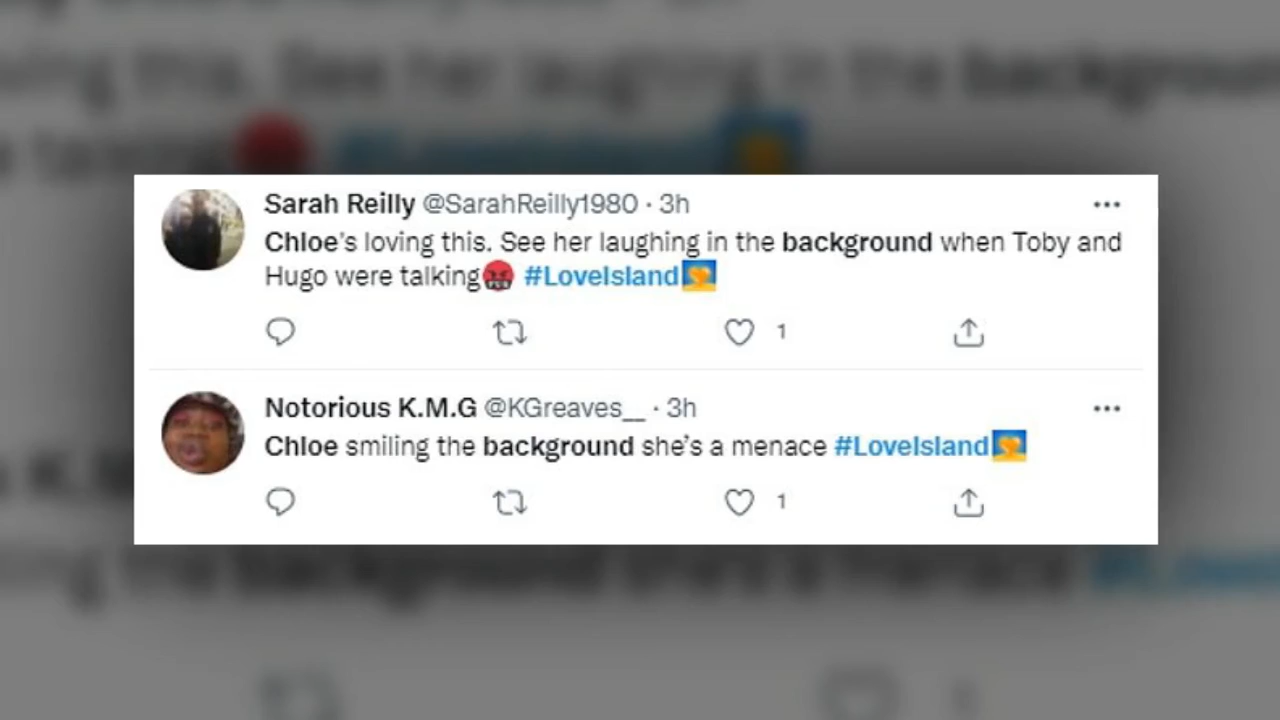 Sarah Reilly @SarahReilly1980 · 3h
Chloe's loving this. See her laughing in the background when Toby and
Hugo were talking🤬 #LoveIsland
1
Notorious K.M.G @KGreaves__ · 3h
Chloe smiling the background she's a menace #LoveIsland
1